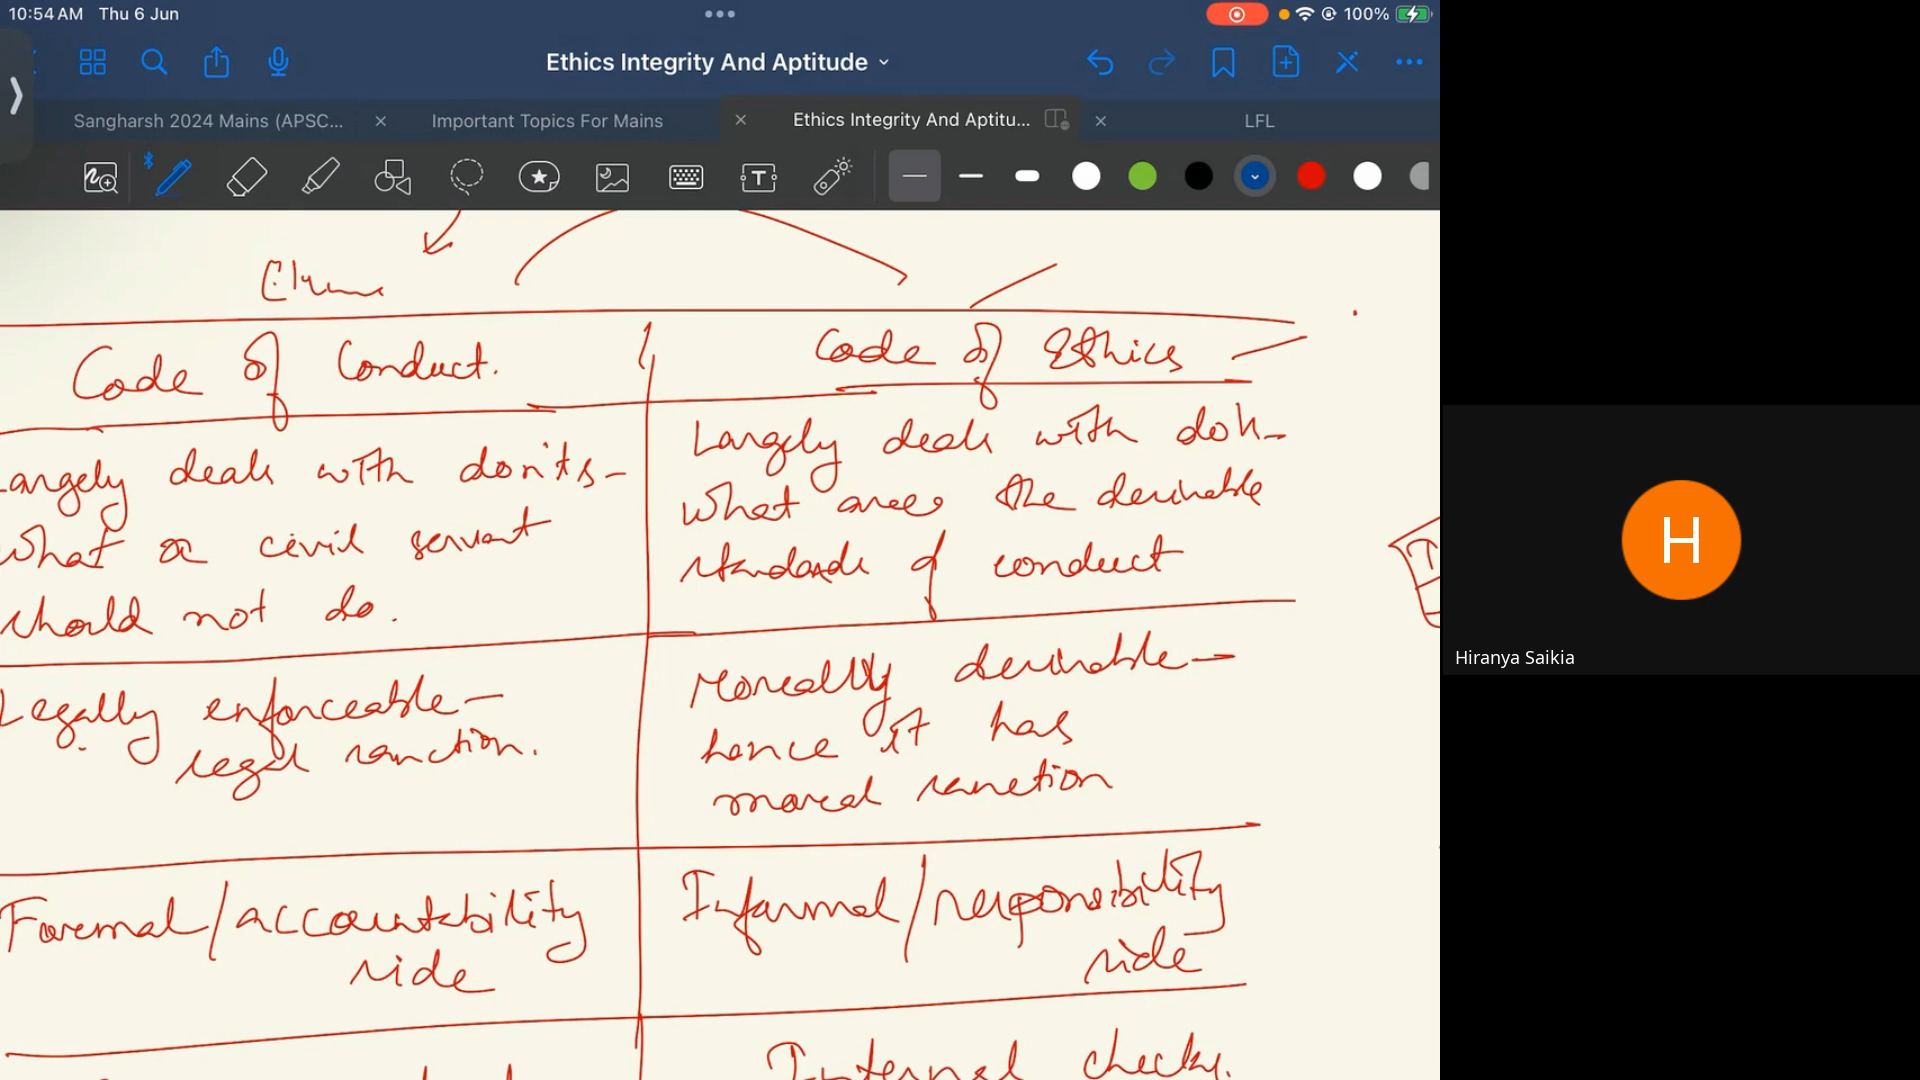 10:54 AM Thu 6 Jun
100%
Ethics Integrity And Aptitude
Sangharsh 2024 Mains (APSC...
Important Topics For Mains
Ethics Integrity And Aptitu...
LFL
T
Code of Conduct.
Code of Ethics
Largely deals with don'ts-
what a civil servant
should not do.
Largely deals with do's-
what are the desirable
standards of conduct
Legally enforceable-
legal sanction.
Morally desirable-
hence it has
moral sanction
Formal/accountability
side
Informal/responsibility
side
Internal checks.
H
Hiranya Saikia